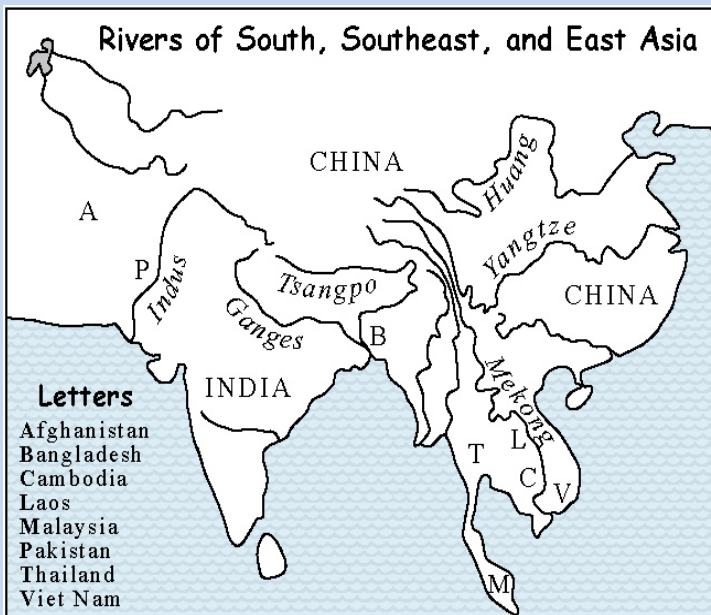 Rivers of South, Southeast, and East Asia
CHINA
Huang
A
Yangtze
P
Indus
Tsangpo
CHINA
Ganges
B
INDIA
Mekong
Letters
Afghanistan
Bangladesh
Cambodia
Laos
Malaysia
Pakistan
Thailand
Viet Nam
T
L
C
V
M